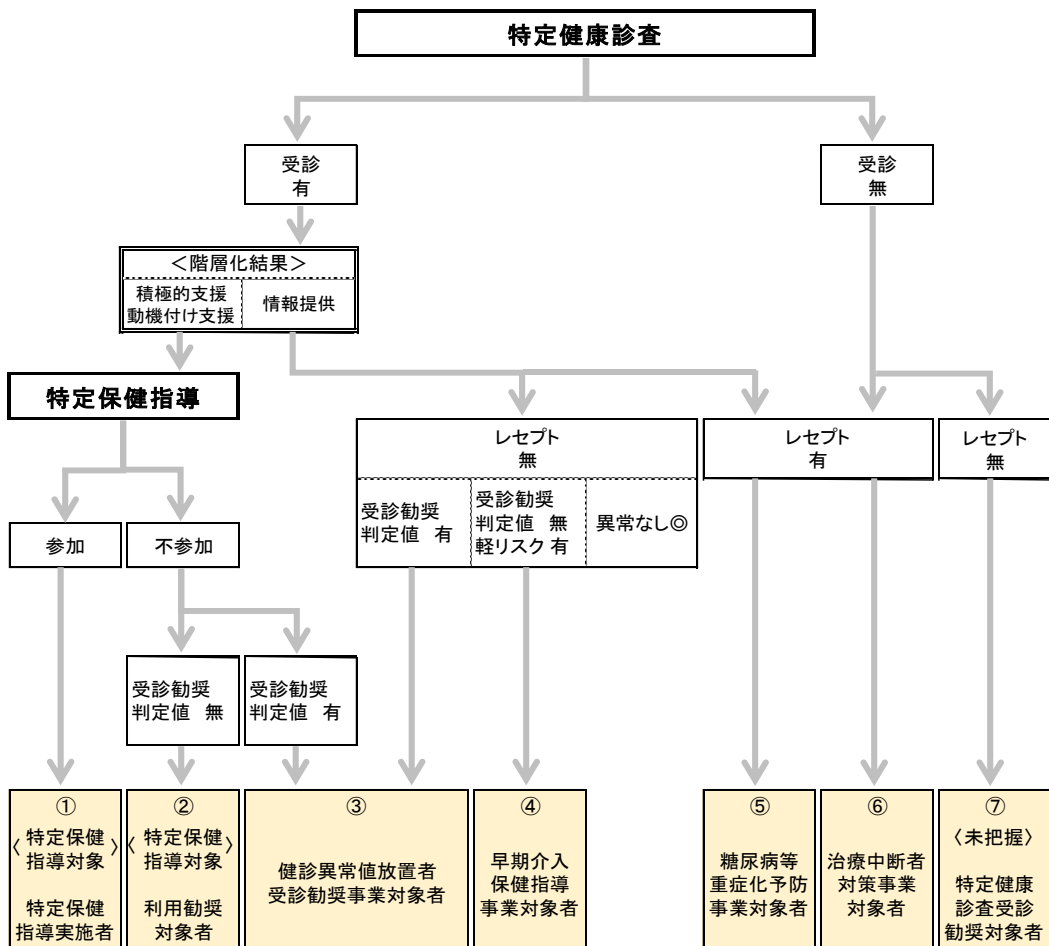 特定健康診査
受診
有
受診
無
＜階層化結果＞
積極的支援
動機付け支援
情報提供
特定保健指導
レセプト
無
レセプト
有
レセプト
無
受診勧奨
判定値 有
受診勧奨
判定値 無
軽リスク 有
異常なし◎
参加
不参加
受診勧奨
判定値 無
受診勧奨
判定値 有
①
〈特定保健
指導対象〉
特定保健
指導実施者
②
〈特定保健
指導対象〉
利用勧奨
対象者
③
健診異常値放置者
受診勧奨事業対象者
④
早期介入
保健指導
事業対象者
⑤
糖尿病等
重症化予防
事業対象者
⑥
治療中断者
対策事業
対象者
⑦
〈未把握〉
特定健康
診査受診
勧奨対象者